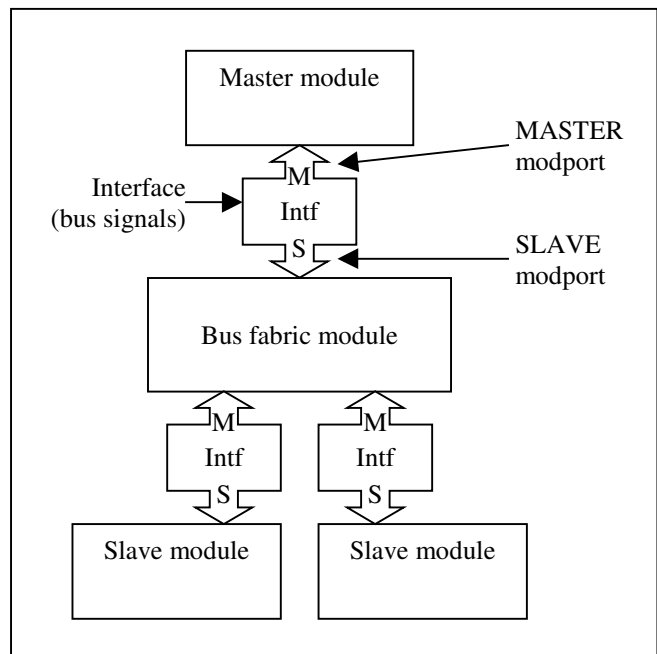 Master module
MASTER
modport
M
Interface
(bus signals)
Intf
S
SLAVE
modport
Bus fabric module
M
M
Intf
Intf
S
S
Slave module
Slave module